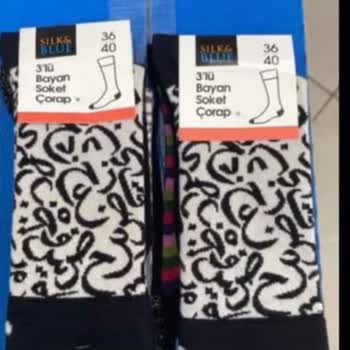 SILK&
BLUE
36
40
3'lü
Bayan
Soket
Çorap
SILK&
BLUE
36
40
3'lü
Bayan
Soket
Çorap